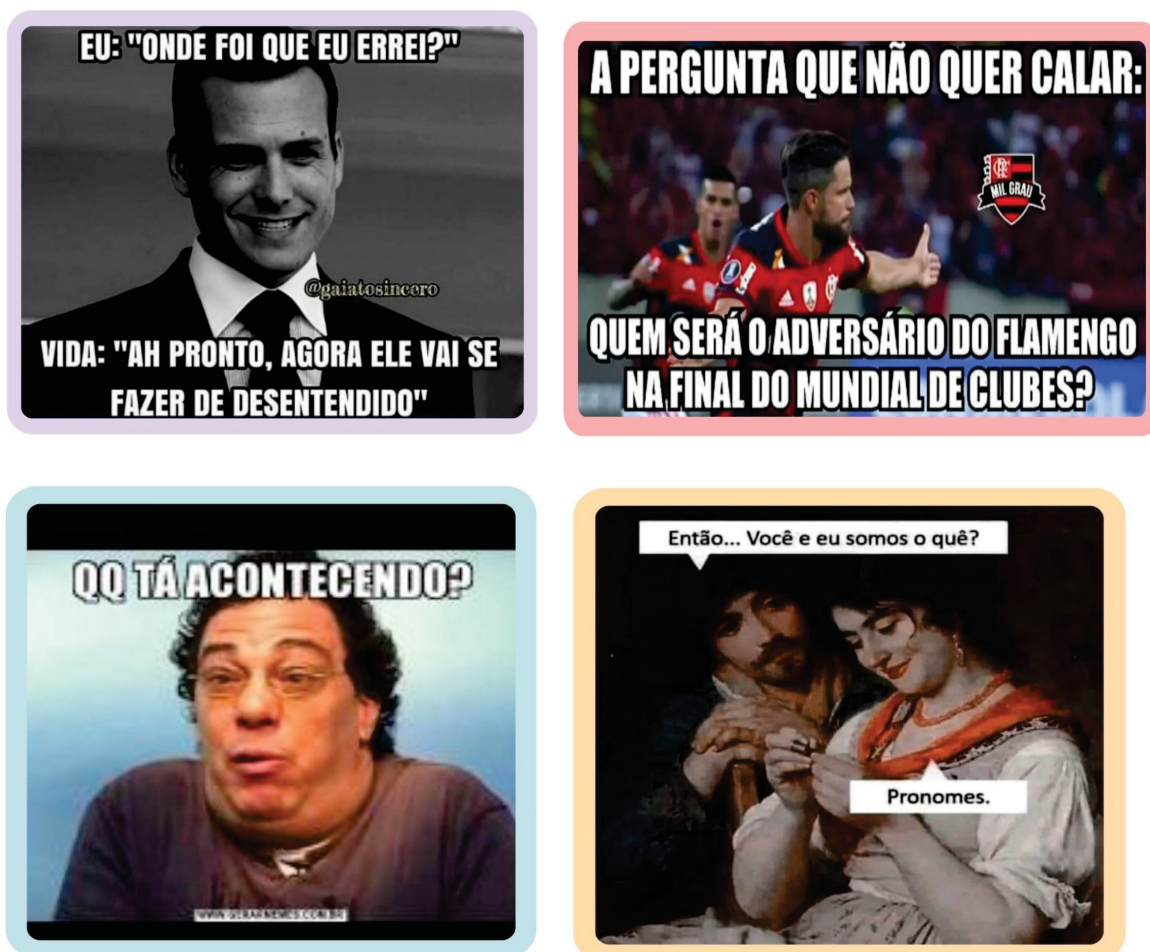 EU: "ONDE FOI QUE EU ERREI?"
@gaiatosincero
VIDA: "AH PRONTO, AGORA ELE VAI SE
FAZER DE DESENTENDIDO"
A PERGUNTA QUE NÃO QUER CALAR:
MIL GRAU
QUEM SERÁ O ADVERSÁRIO DO FLAMENGO
NA FINAL DO MUNDIAL DE CLUBES?
QQ TÁ ACONTECENDO?
WWW.GERARMEMES.COM.BR
Então... Você e eu somos o quê?
Pronomes.